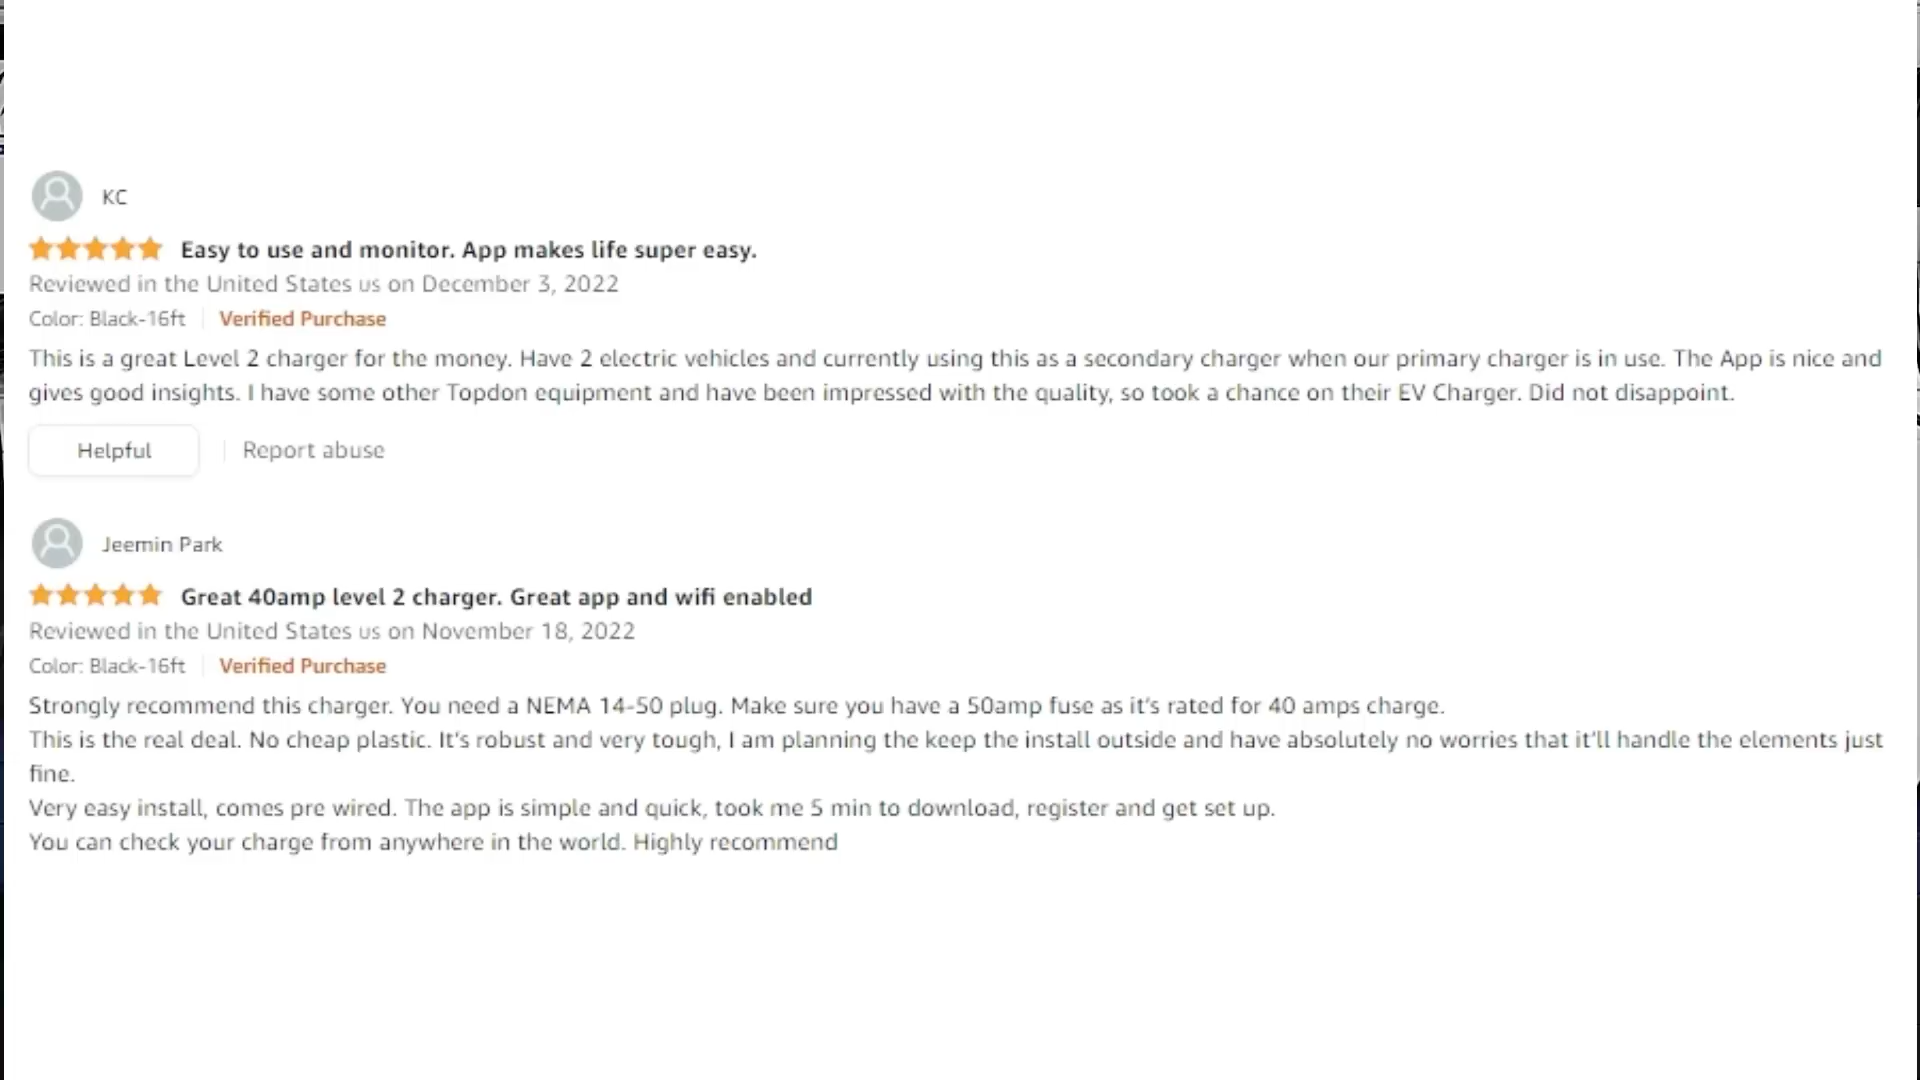 KC
Easy to use and monitor. App makes life super easy.
Reviewed in the United States us on December 3, 2022
Color: Black-16ft Verified Purchase
This is a great Level 2 charger for the money. Have 2 electric vehicles and currently using this as a secondary charger when our primary charger is in use. The App is nice and
gives good insights. I have some other Topdon equipment and have been impressed with the quality, so took a chance on their EV Charger. Did not disappoint.
Helpful Report abuse
Jeemin Park
Great 40amp level 2 charger. Great app and wifi enabled
Reviewed in the United States us on November 18, 2022
Color: Black-16ft Verified Purchase
Strongly recommend this charger. You need a NEMA 14-50 plug. Make sure you have a 50amp fuse as it's rated for 40 amps charge.
This is the real deal. No cheap plastic. It's robust and very tough, I am planning the keep the install outside and have absolutely no worries that it'll handle the elements just
fine.
Very easy install, comes pre wired. The app is simple and quick, took me 5 min to download, register and get set up.
You can check your charge from anywhere in the world. Highly recommend